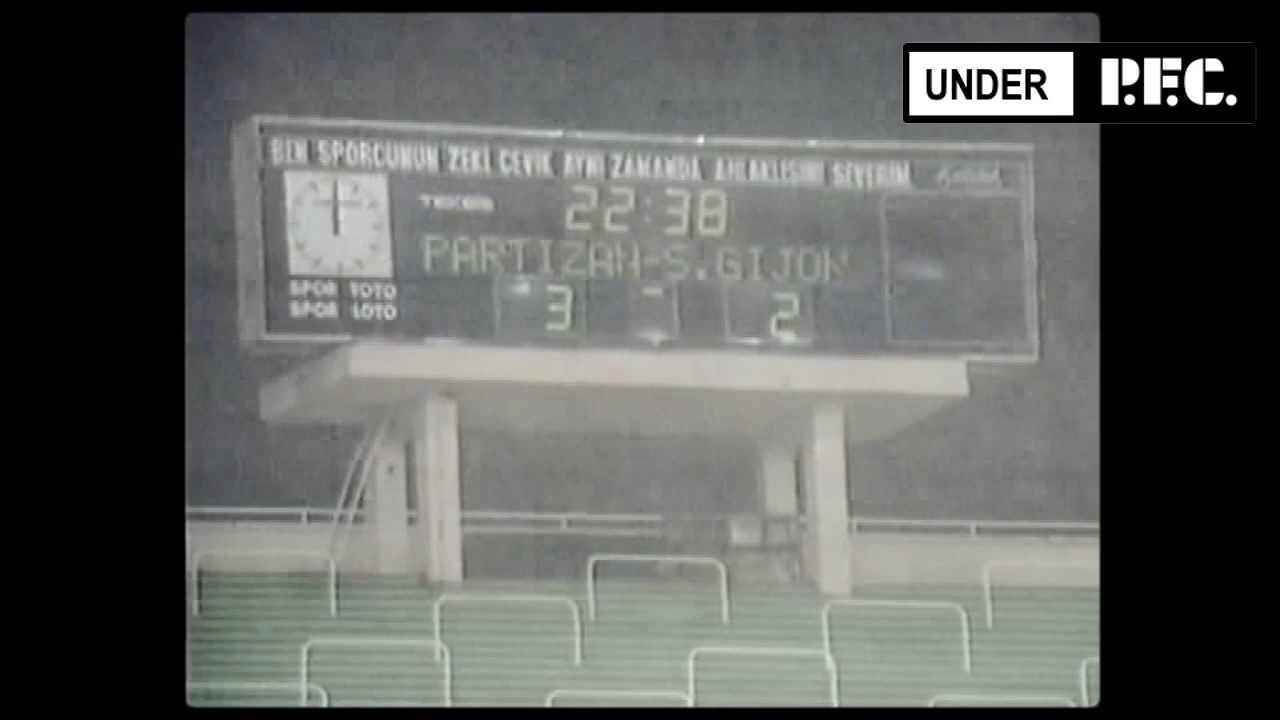 UNDER P.F.C.
BEN SPORCUNUN ZEKİ ÇEVİK AYNI ZAMANDA AHLAKLISINI SEVERİM
22:38
PARTIZAN-S.GIJON
SPOR TOTO
SPOR LOTO
3 - 2